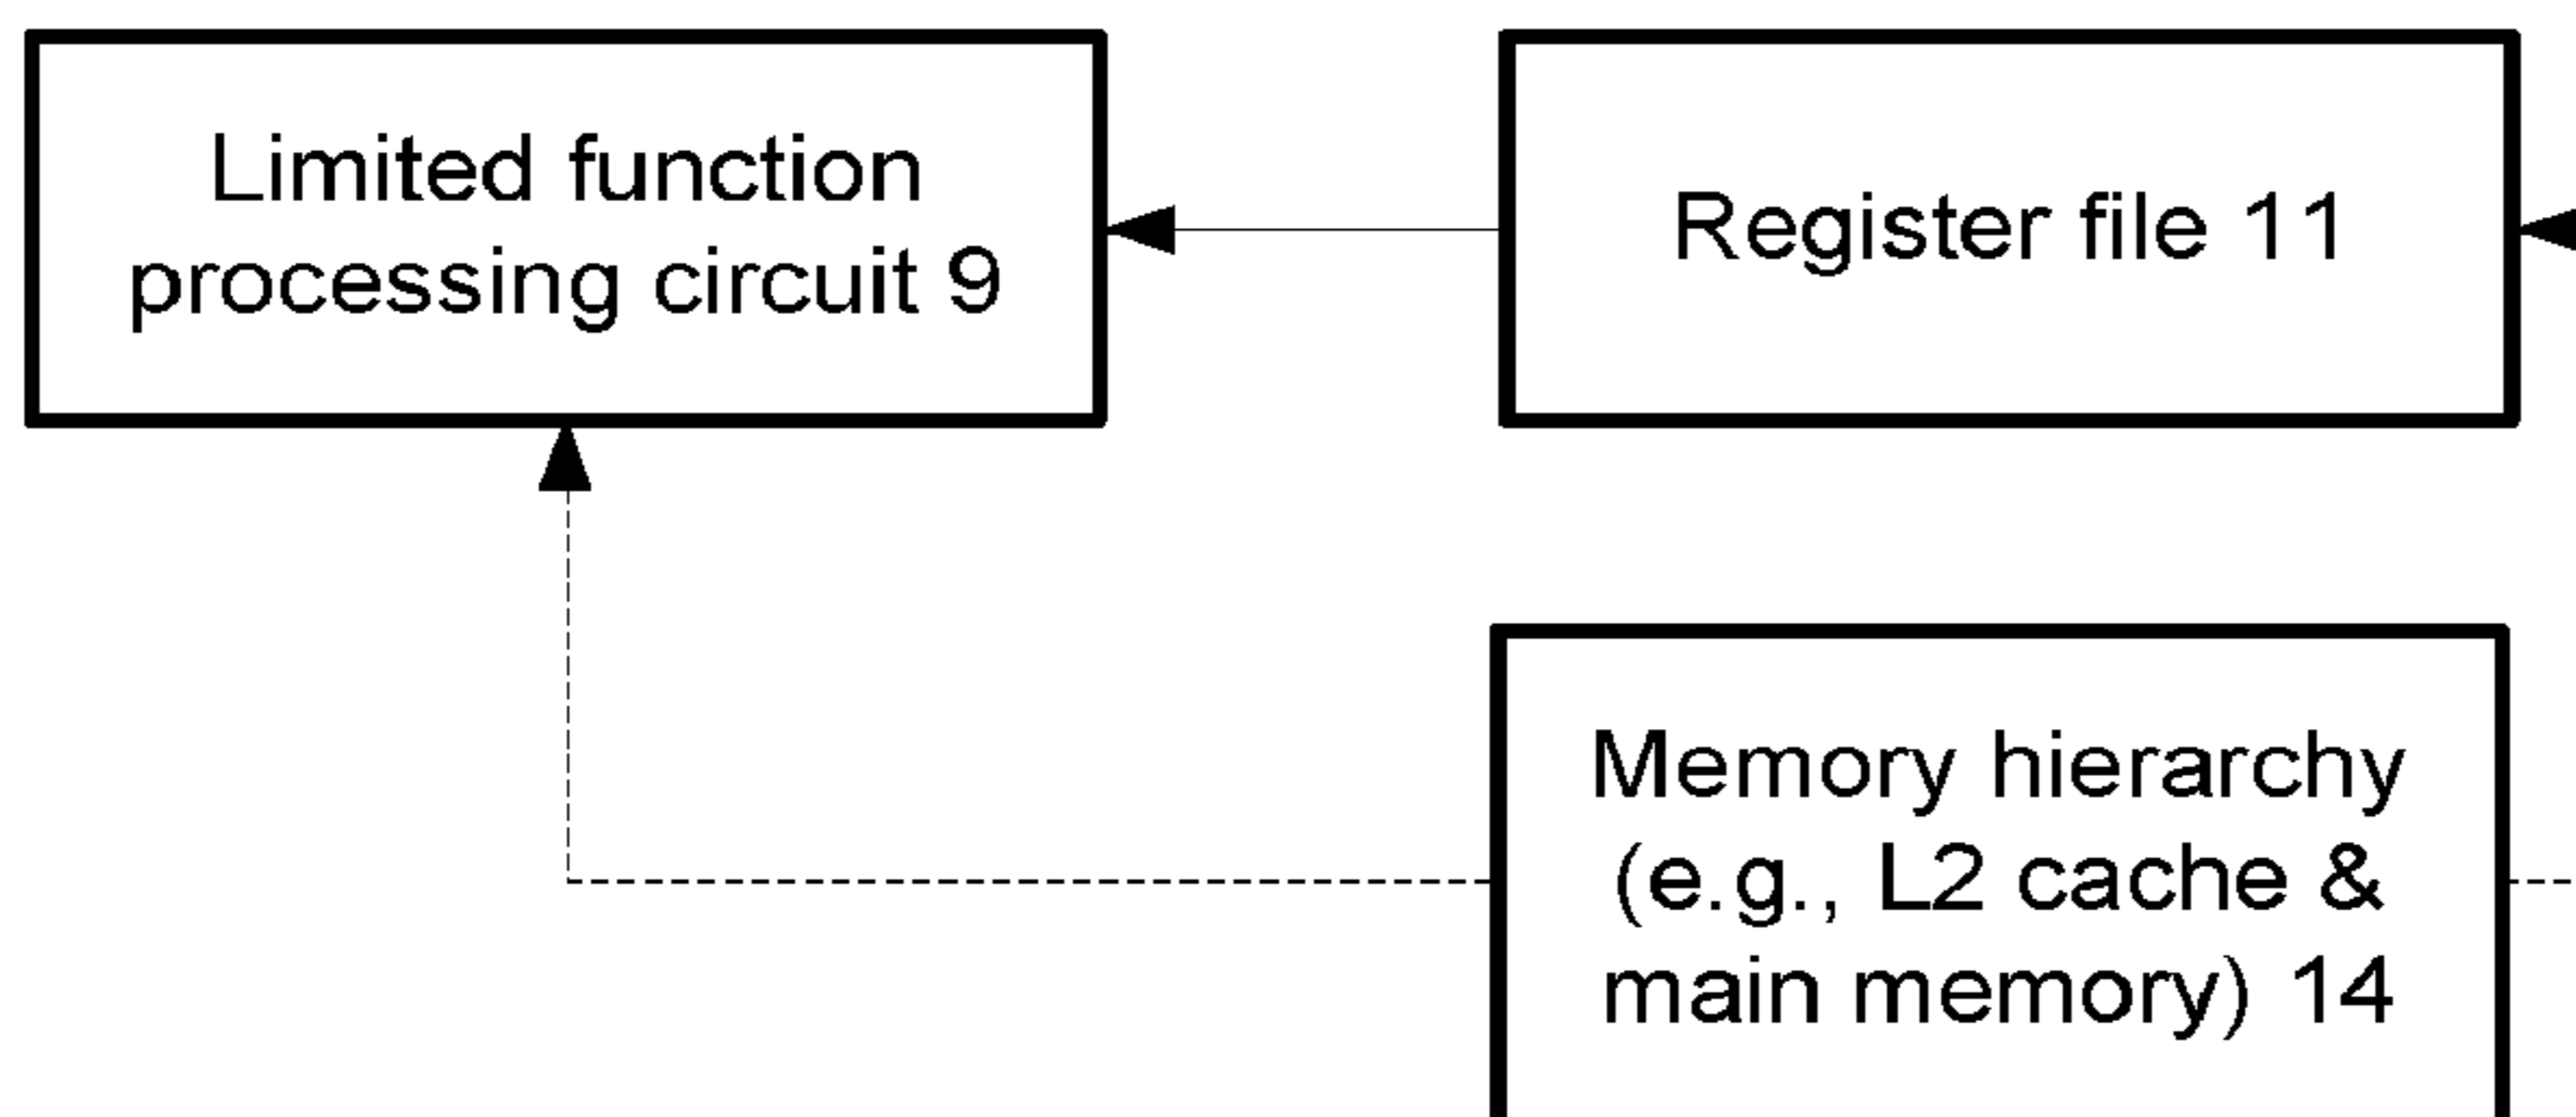 Limited function
processing circuit 9
Register file 11
Memory hierarchy
(e.g., L2 cache &
main memory) 14